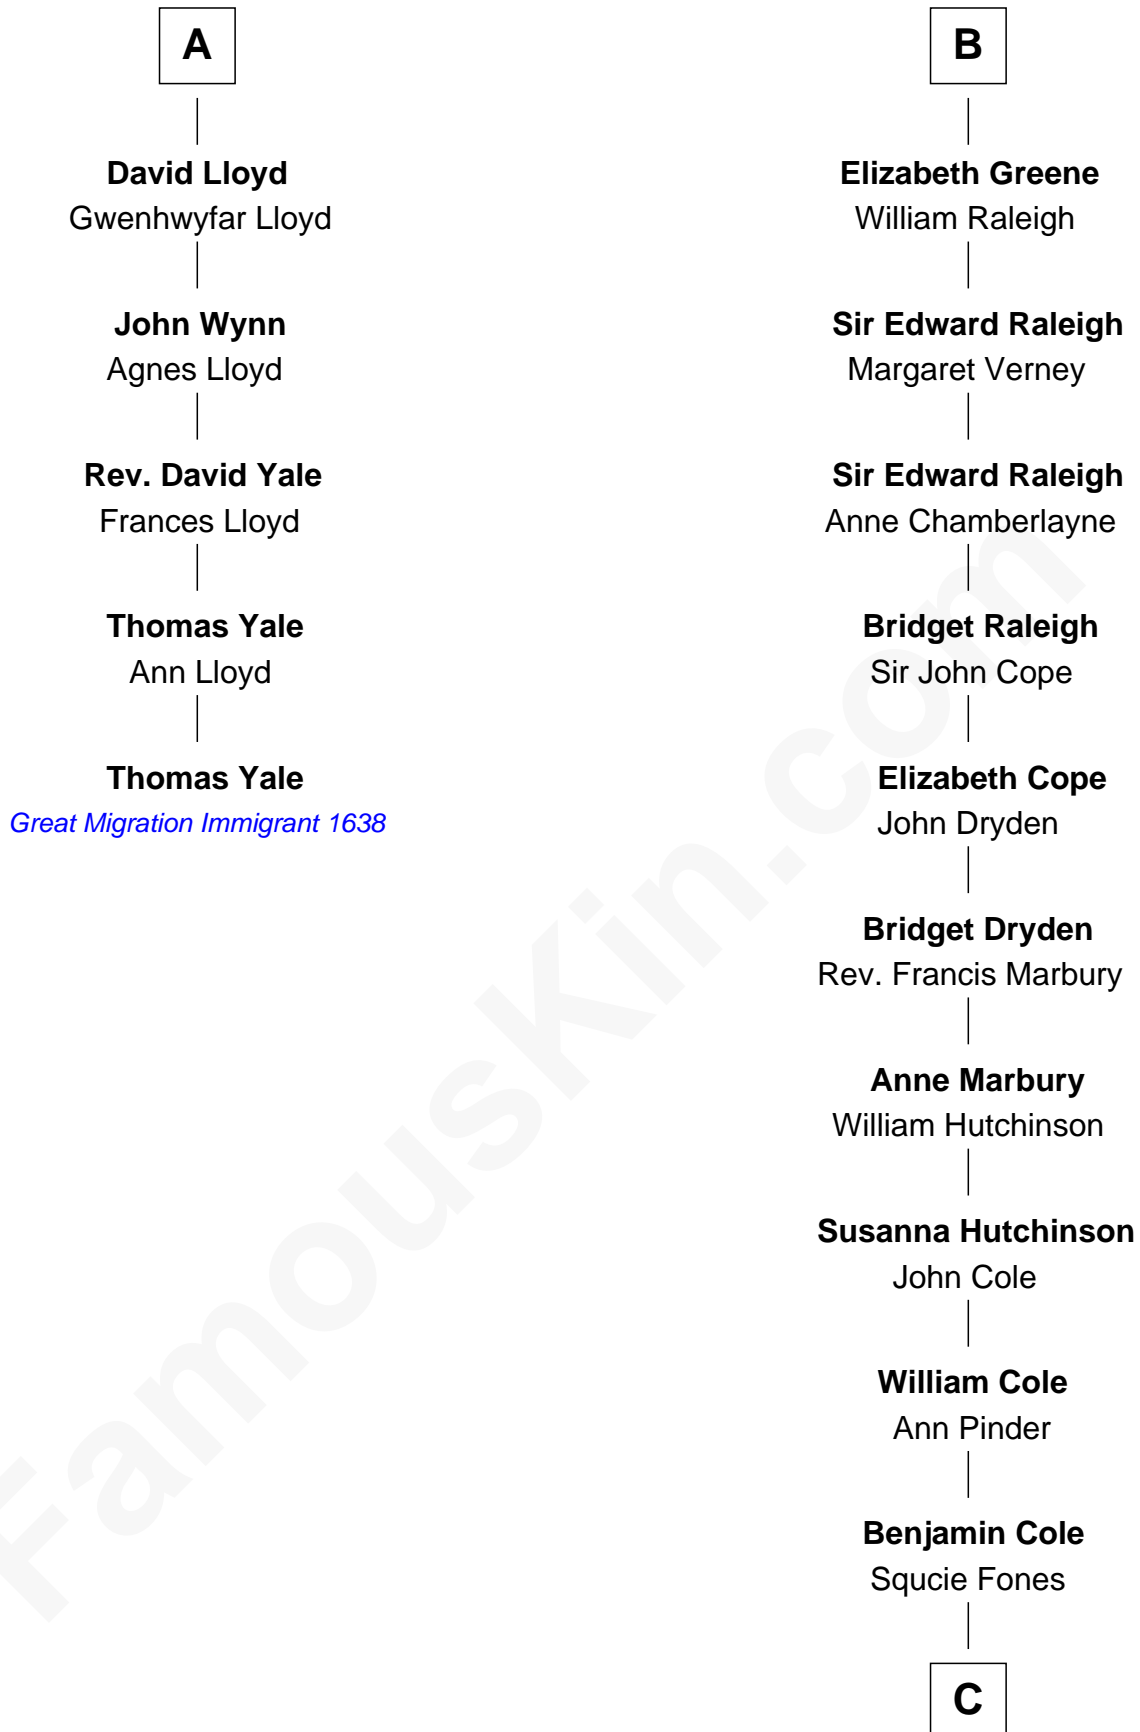 A
David Lloyd
Gwenhwyfar Lloyd
John Wynn
Agnes Lloyd
Rev. David Yale
Frances Lloyd
Thomas Yale
Ann Lloyd
Thomas Yale
Great Migration Immigrant 1638
B
Elizabeth Greene
William Raleigh
Sir Edward Raleigh
Margaret Verney
Sir Edward Raleigh
Anne Chamberlayne
Bridget Raleigh
Sir John Cope
Elizabeth Cope
John Dryden
Bridget Dryden
Rev. Francis Marbury
Anne Marbury
William Hutchinson
Susanna Hutchinson
John Cole
William Cole
Ann Pinder
Benjamin Cole
Squcie Fones
C
FamousKin.com